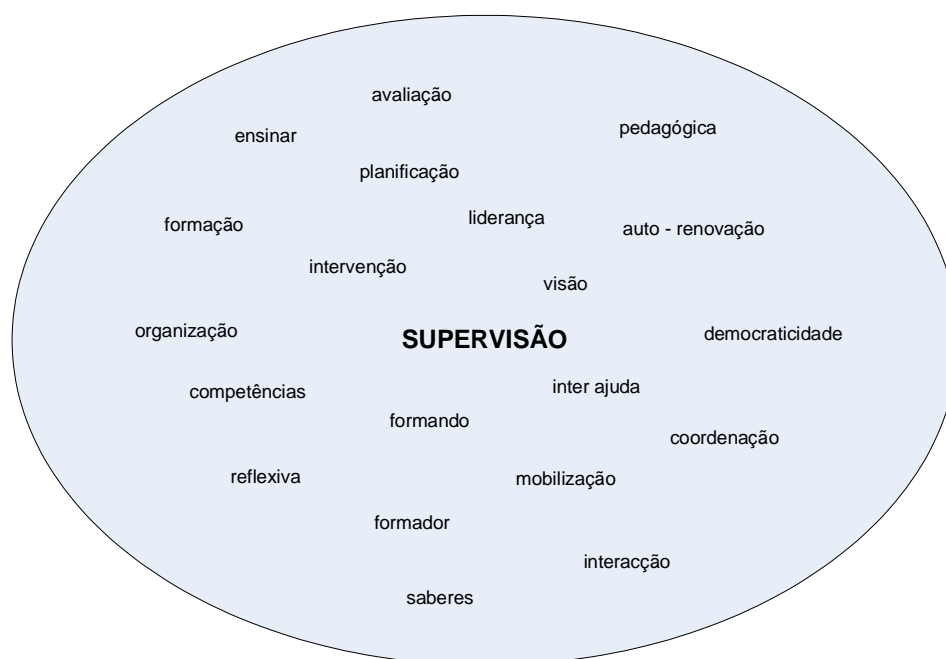 avaliação
pedagógica
ensinar
planificação
liderança
formação
auto - renovação
intervenção
visão
organização
SUPERVISÃO
democraticidade
inter ajuda
competências
formando
coordenação
reflexiva
mobilização
formador
interacção
saberes